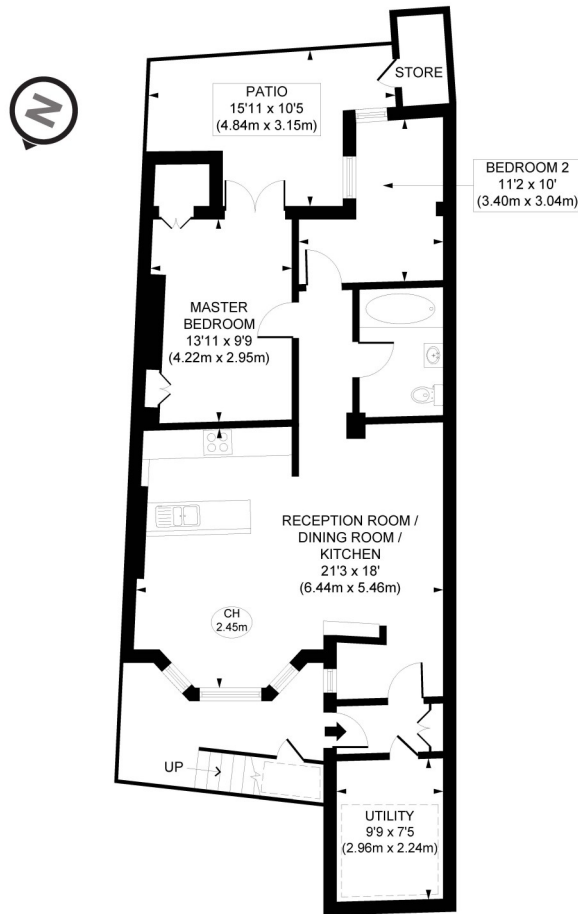 STORE
PATIO
15'11 x 10'5
(4.84m x 3.15m)
N
BEDROOM 2
11'2 x 10'
(3.40m x 3.04m)
MASTER
BEDROOM
13'11 x 9'9
(4.22m x 2.95m)
RECEPTION ROOM /
DINING ROOM /
KITCHEN
21'3 x 18'
(6.44m x 5.46m)
CH
2.45m
UP
UTILITY
9'9 x 7'5
(2.96m x 2.24m)